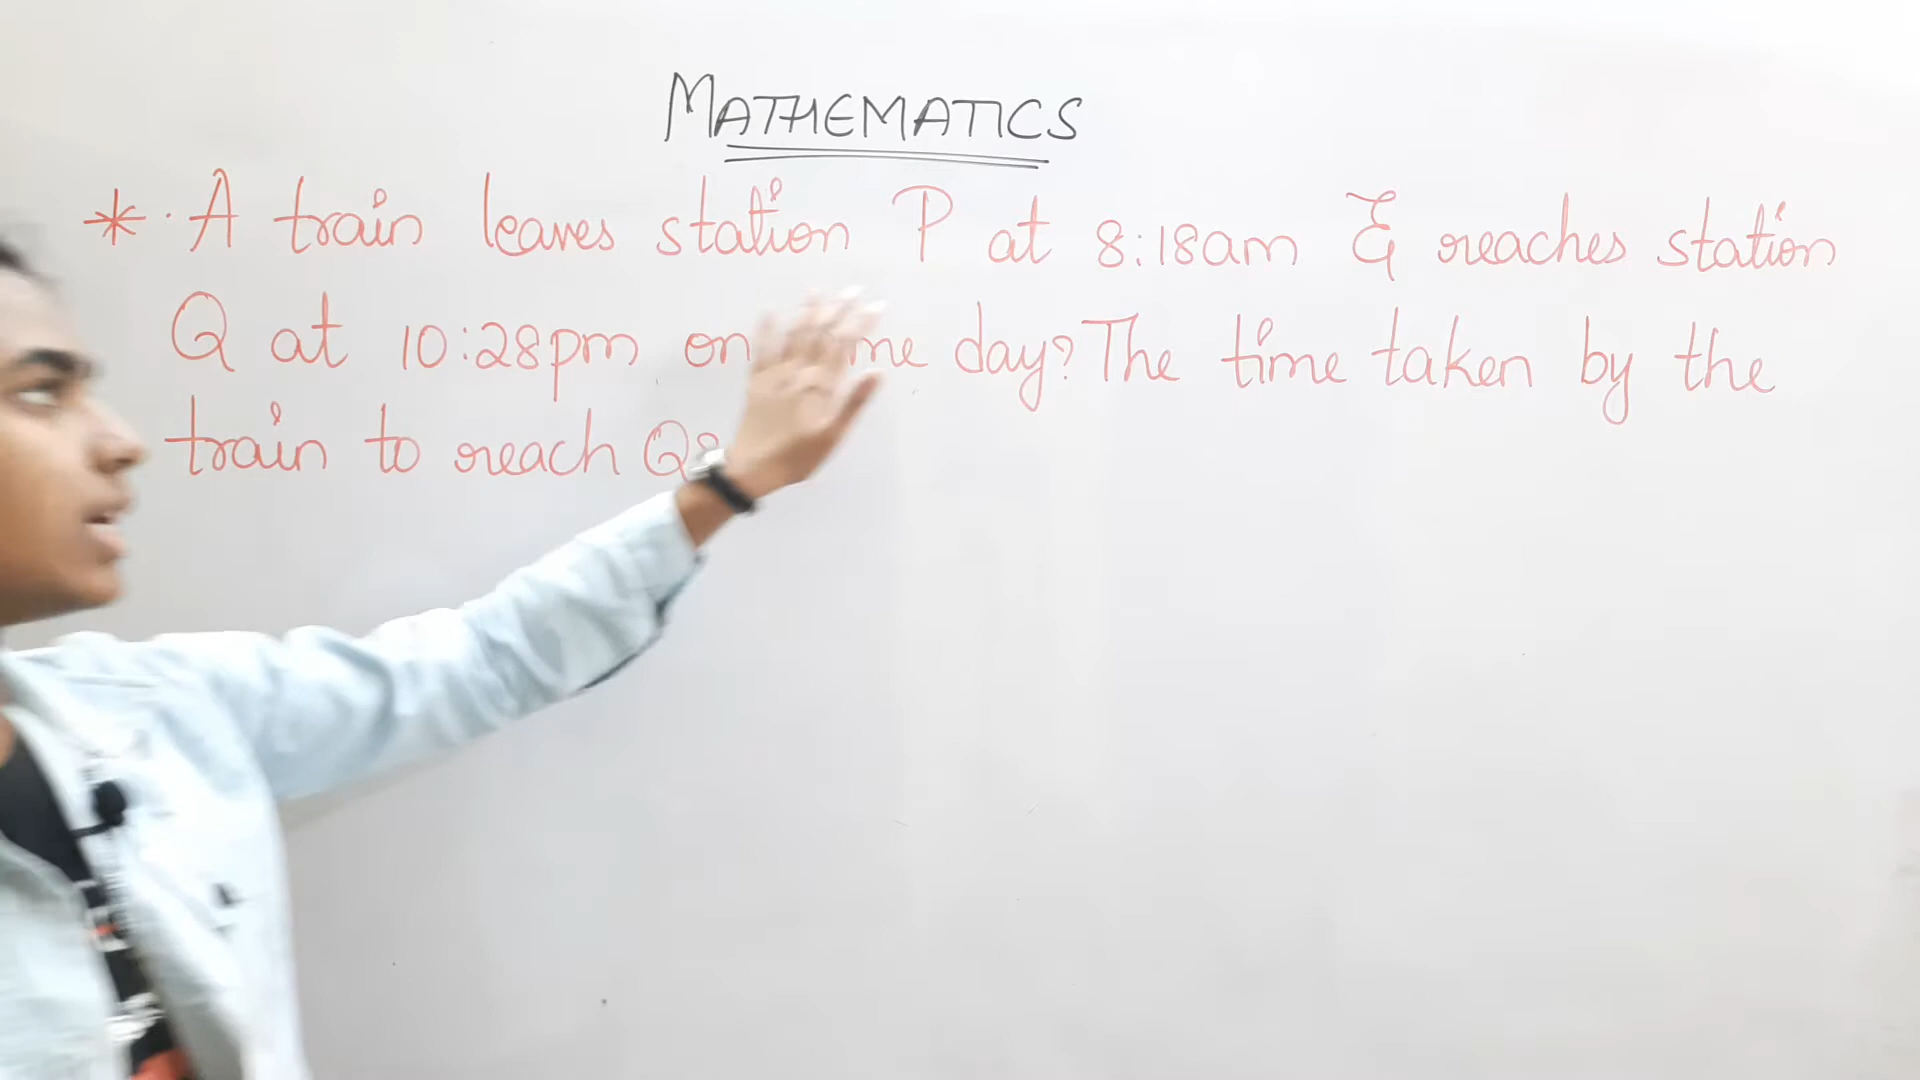 MATHEMATICS
* . A train leaves station P at 8:18am & reaches station
Q at 10:28pm on day? The time taken by the
train to reach Q?